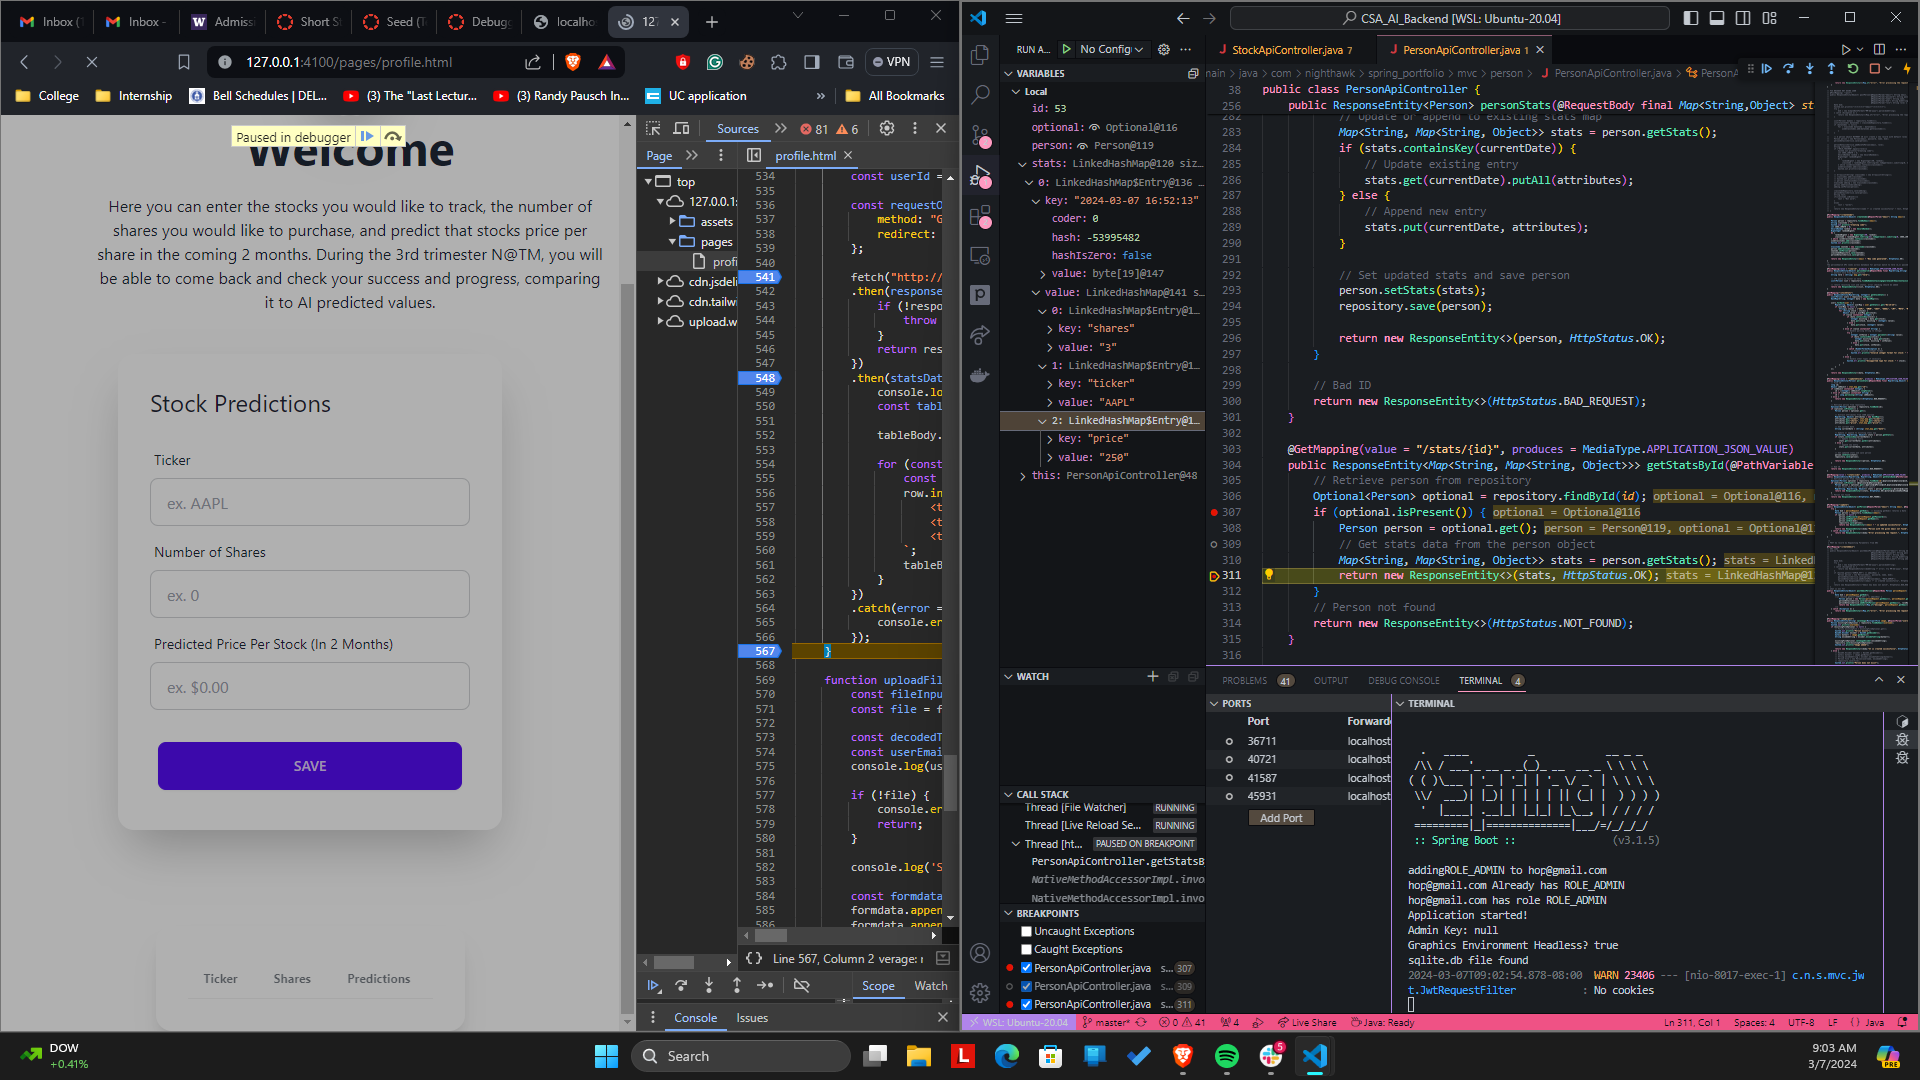 Inbox (1
Inbox -
Admiss
Short S
Seed (T
Debugg
localho
127
127.0.0.1:4100/pages/profile.html
VPN
College
Internship
Bell Schedules | DEL...
(3) The "Last Lectur...
(3) Randy Pausch In...
UC application
All Bookmarks
Paused in debugger
Welcome
Here you can enter the stocks you would like to track, the number of
shares you would like to purchase, and predict that stocks price per
share in the coming 2 months. During the 3rd trimester N@TM, you will
be able to come back and check your success and progress, comparing
it to AI predicted values.
Stock Predictions
Ticker
ex. AAPL
Number of Shares
ex. 0
Predicted Price Per Stock (In 2 Months)
ex. $0.00
SAVE
Ticker Shares Predictions
Sources
81 6
Page
profile.html
top
127.0.0.1:
assets
pages
profi
cdn.jsdeli
cdn.tailwi
upload.w
534 const userId =
535
536 const requestO
537 method: "G
538 redirect:
539 };
540
541 fetch("http://
542 .then(response
543 if (!respo
544 throw
545 }
546 return res
547 })
548 .then(statsDat
549 console.lo
550 const tabl
551
552 tableBody.
553
554 for (const
555 const
556 row.in
557 <t
558 <t
559 <t
560 `;
561 tableB
562 }
563 })
564 .catch(error =
565 console.er
566 });
567 }
568
569 function uploadFil
570 const fileInpu
571 const file = f
572
573 const decodedT
574 const userEmai
575 console.log(us
576
577 if (!file) {
578 console.er
579 return;
580 }
581
582 console.log('S
583
584 const formdata
585 formdata.appen
586 formdata.appen
{} Line 567, Column 2 verage: r
Scope Watch
Console Issues
CSA_AI_Backend [WSL: Ubuntu-20.04]
RUN A... No Config
VARIABLES
Local
id: 53
optional: Optional@116
person: Person@119
stats: LinkedHashMap@120 siz...
0: LinkedHashMap$Entry@136 ...
key: "2024-03-07 16:52:13"
coder: 0
hash: -53995482
hashIsZero: false
value: byte[19]@147
value: LinkedHashMap@141 s...
0: LinkedHashMap$Entry@1...
key: "shares"
value: "3"
1: LinkedHashMap$Entry@1...
key: "ticker"
value: "AAPL"
2: LinkedHashMap$Entry@1...
key: "price"
value: "250"
this: PersonApiController@48
WATCH
CALL STACK
Thread [File Watcher] RUNNING
Thread [Live Reload Se... RUNNING
Thread [ht... PAUSED ON BREAKPOINT
PersonApiController.getStatsB
NativeMethodAccessorImpl.invo
NativeMethodAccessorImpl.invo
BREAKPOINTS
Uncaught Exceptions
Caught Exceptions
PersonApiController.java s... 307
PersonApiController.java s... 309
PersonApiController.java s... 311
StockApiController.java 7
PersonApiController.java 1
main > java > com > nighthawk > spring_portfolio > mvc > person > PersonApiController.java > PersonA
38 public class PersonApiController {
256 public ResponseEntity<Person> personStats(@RequestBody final Map<String,Object> st
282 // Update or append to existing stats map
283 Map<String, Map<String, Object>> stats = person.getStats();
284 if (stats.containsKey(currentDate)) {
285 // Update existing entry
286 stats.get(currentDate).putAll(attributes);
287 } else {
288 // Append new entry
289 stats.put(currentDate, attributes);
290 }
291
292 // Set updated stats and save person
293 person.setStats(stats);
294 repository.save(person);
295
296 return new ResponseEntity<>(person, HttpStatus.OK);
297 }
298
299 // Bad ID
300 return new ResponseEntity<>(HttpStatus.BAD_REQUEST);
301 }
302
303 @GetMapping(value = "/stats/{id}", produces = MediaType.APPLICATION_JSON_VALUE)
304 public ResponseEntity<Map<String, Map<String, Object>>> getStatsById(@PathVariable
305 // Retrieve person from repository
306 Optional<Person> optional = repository.findById(id); optional = Optional@116,
307 if (optional.isPresent()) { optional = Optional@116
308 Person person = optional.get(); person = Person@119, optional = Optional@1
309 // Get stats data from the person object
310 Map<String, Map<String, Object>> stats = person.getStats(); stats = Linked
311 return new ResponseEntity<>(stats, HttpStatus.OK); stats = LinkedHashMap@1
312 }
313 // Person not found
314 return new ResponseEntity<>(HttpStatus.NOT_FOUND);
315 }
316
PROBLEMS 41 OUTPUT DEBUG CONSOLE TERMINAL 4
PORTS
Port Forwarde
36711 localhost
40721 localhost
41587 localhost
45931 localhost
Add Port
TERMINAL
:: Spring Boot :: (v3.1.5)
addingROLE_ADMIN to hop@gmail.com
hop@gmail.com Already has ROLE_ADMIN
hop@gmail.com has role ROLE_ADMIN
Application started!
Admin Key: null
Graphics Environment Headless? true
sqlite.db file found
2024-03-07T09:02:54.878-08:00 WARN 23406 --- [nio-8017-exec-1] c.n.s.mvc.jw
t.JwtRequestFilter : No cookies
WSL: Ubuntu-20.04 master* 0 41 4 Live Share Java: Ready
Ln 311, Col 1 Spaces: 4 UTF-8 LF {} Java
DOW
+0.41%
Search
5
9:03 AM
3/7/2024
PRE